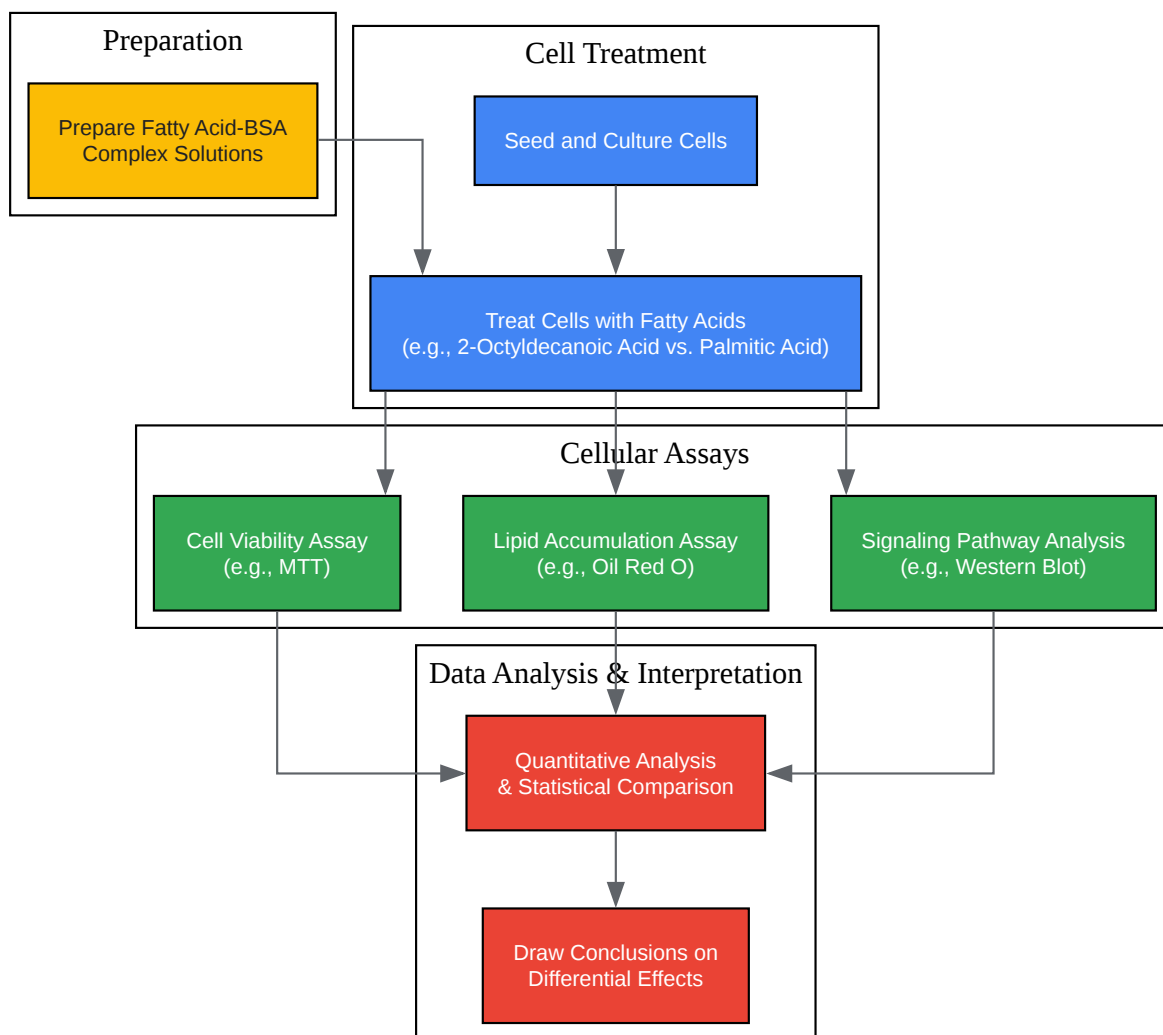 Preparation
Prepare Fatty Acid-BSA
Complex Solutions
Cell Treatment
Seed and Culture Cells
Treat Cells with Fatty Acids
(e.g., 2-Octyldecanoic Acid vs. Palmitic Acid)
Cellular Assays
Cell Viability Assay
(e.g., MTT)
Lipid Accumulation Assay
(e.g., Oil Red O)
Signaling Pathway Analysis
(e.g., Western Blot)
Data Analysis & Interpretation
Quantitative Analysis
& Statistical Comparison
Draw Conclusions on
Differential Effects